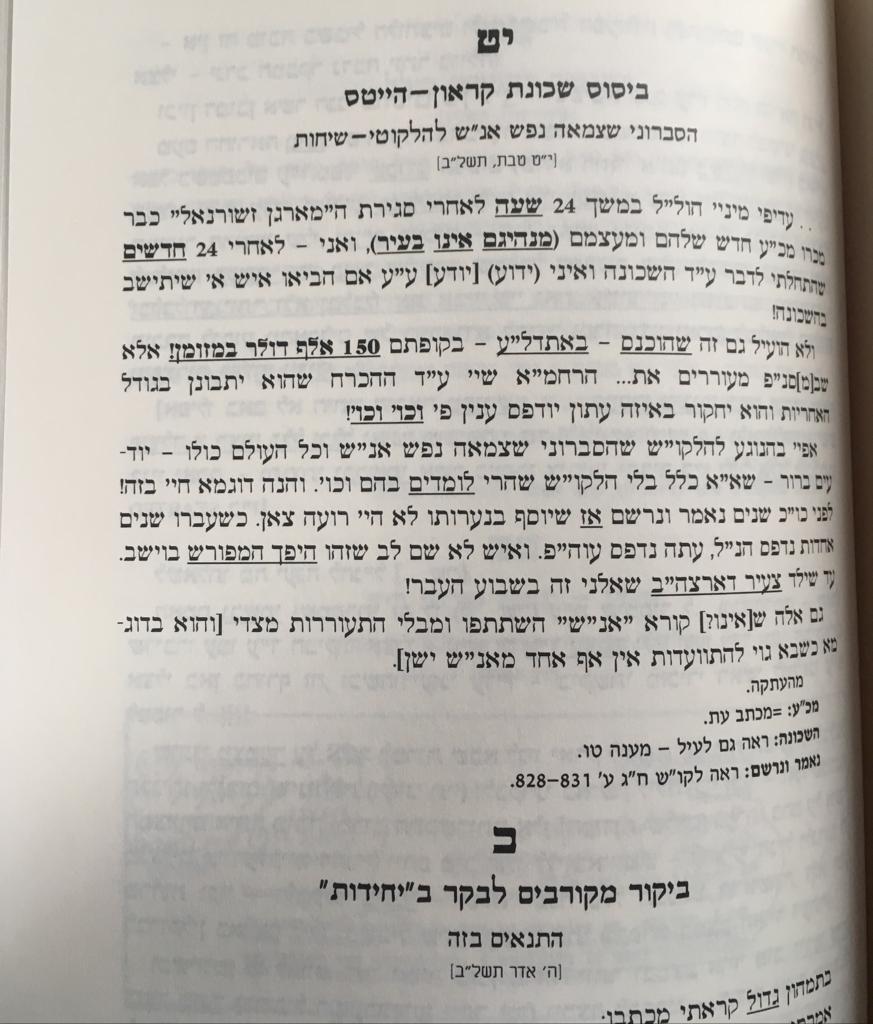 יט
ביסוס שכונת קראון–הייטס
הסברוני שצמאה נפש אנ"ש להלקוטי–שיחות
[י"ט טבת, תשל"ב]
. . עדיפי מיני' חול"ל במשך 24 שעה לאחרי סגירת ה"מארגן זשורנאל" כבר
מכרו מכ"ע חדש שלהם ומעצמם (מנהיגם אינו בעיר), ואני – לאחרי 24 חדשים
שהתחלתי לדבר ע"ד השכונה ואיני (ידוע) [יודע] ע"ע אם הביאו איש א' שיתישב
בהשכונה!
ולא הועיל גם זה שהוכנס – באתדל"ע – בקופתם 150 אלף דולר במזומן! אלא
שב[מ]סנ"פ מעוררים את... הרחמ"א שי' ע"ד ההכרח שהוא יתבונן בגודל
האחריות והוא יחקור באיזה עתון יודפס ענין פ' וכו' וכו'!
אפי' בהנוגע להלקו"ש שהסברוני שצמאה נפש אנ"ש וכל העולם כולו – יוד-
עים ברור – שא"א כלל בלי הלקו"ש שהרי לומדים בהם וכו'. והנה דוגמא חי' בזה!
לפני כו"כ שנים נאמר ונרשם אז שיוסף בנערותו לא הי' רועה צאן. כשעברו שנים
אחדות נדפס הנ"ל, עתה נדפס עוה"פ. ואיש לא שם לב שזהו היפך המפורש בוישב.
עד שילד צעיר דארצה"ב שאלני זה בשבוע העבר!
גם אלה ש[אינו?] קורא "אנ"ש" השתתפו ומבלי התעוררות מצדי [והוא בדוג-
מא כשבא גוי להתוועדות אין אף אחד מאנ"ש ישן].
מהעתקה.
מכ"ע: =מכתב עת.
השכונה: ראה גם לעיל – מענה טו.
נאמר ונרשם: ראה לקו"ש ח"ג ע' 828–831.
כ
ביקור מקורבים לבקר ב"יחידות"
התנאים בזה
[ה' אדר תשל"ב]
בתמהון גדול קראתי מכתבו·